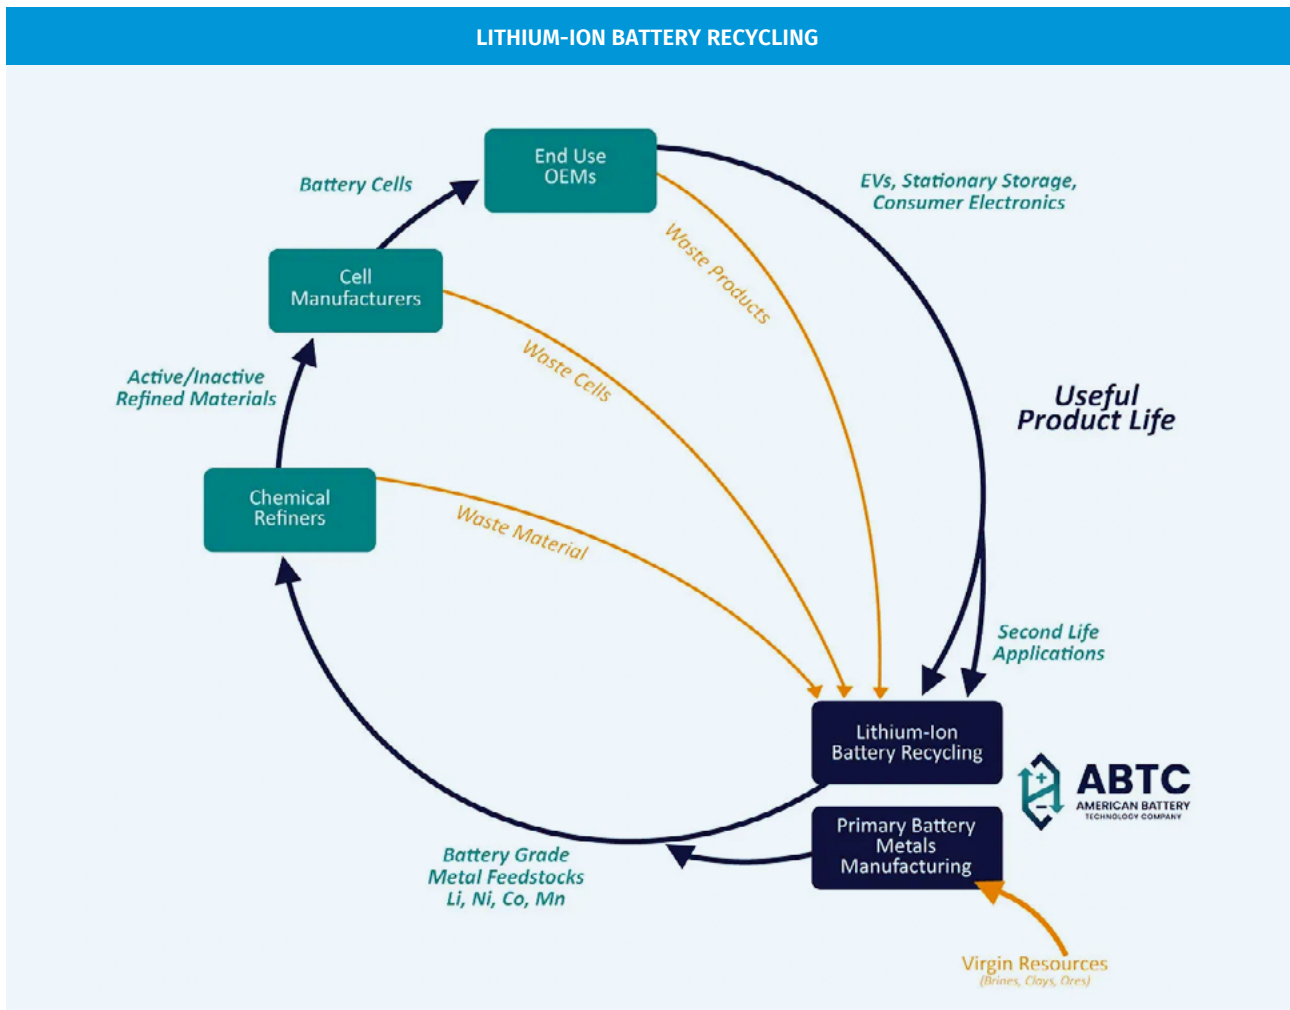 LITHIUM-ION BATTERY RECYCLING
End Use
OEMs
Battery Cells
EVs, Stationary Storage,
Consumer Electronics
Waste Products
Cell
Manufacturers
Waste Cells
Active/Inactive
Refined Materials
Useful
Product Life
Chemical
Refiners
Waste Material
Second Life
Applications
Lithium-Ion
Battery Recycling
ABTC
AMERICAN BATTERY
TECHNOLOGY COMPANY
Primary Battery
Metals
Manufacturing
Battery Grade
Metal Feedstocks
Li, Ni, Co, Mn
Virgin Resources
(Brines, Clays, Ores)